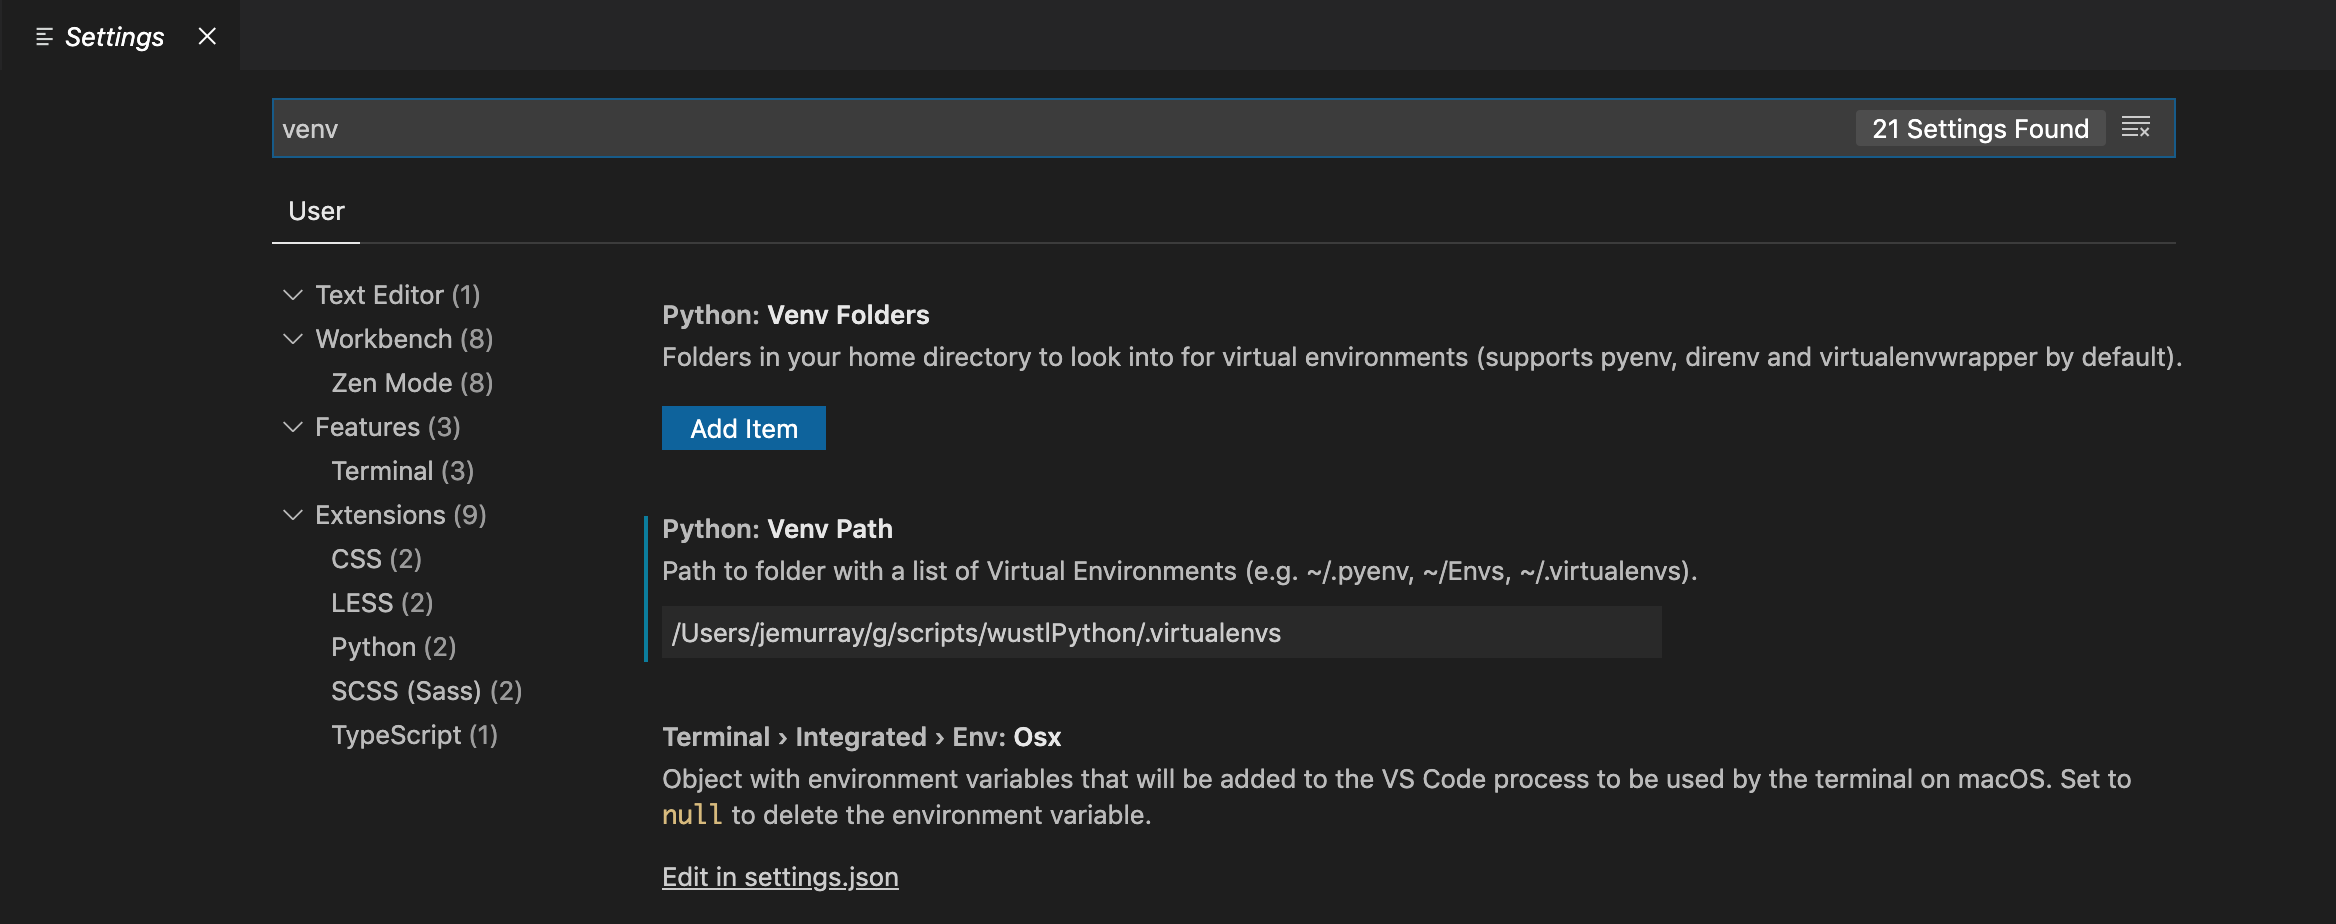 Settings
venv
21 Settings Found
User
Text Editor (1)
Workbench (8)
Zen Mode (8)
Features (3)
Terminal (3)
Extensions (9)
CSS (2)
LESS (2)
Python (2)
SCSS (Sass) (2)
TypeScript (1)
Python: Venv Folders
Folders in your home directory to look into for virtual environments (supports pyenv, direnv and virtualenvwrapper by default).
Add Item
Python: Venv Path
Path to folder with a list of Virtual Environments (e.g. ~/.pyenv, ~/Envs, ~/.virtualenvs).
/Users/jemurray/g/scripts/wustlPython/.virtualenvs
Terminal › Integrated › Env: Osx
Object with environment variables that will be added to the VS Code process to be used by the terminal on macOS. Set to
null to delete the environment variable.
Edit in settings.json